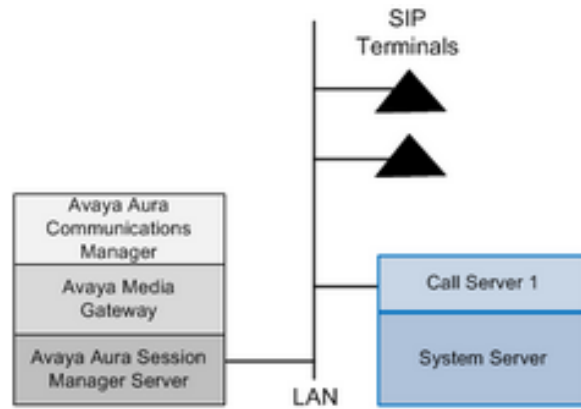 SIP
Terminals
Avaya Aura
Communications
Manager
Avaya Media
Gateway
Avaya Aura Session
Manager Server
Call Server 1
System Server
LAN